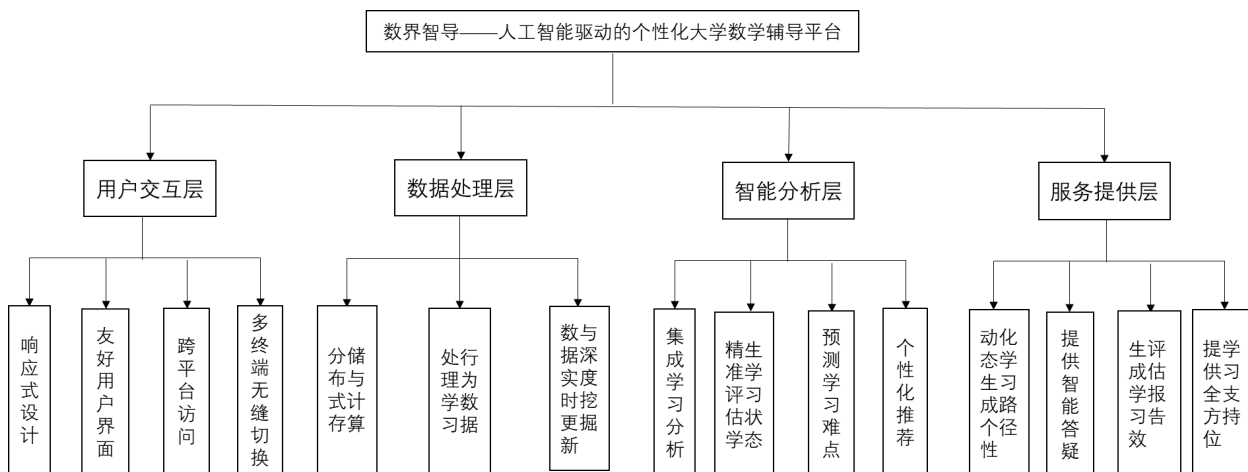 数界智导——人工智能驱动的个性化大学数学辅导平台
用户交互层
数据处理层
智能分析层
服务提供层
响应式设计
友好用户界面
跨平台访问
多终端无缝切换
分布式存
储与计算
处理学习
行为数据
数据实时更新
与深度挖掘
集成学习分析
精准评估学
生学习状态
预测学习难点
个性化推荐
动态生成个性
化学习路径
提供智能答疑
生成学习效
评估报告
提供全方位
学习支持